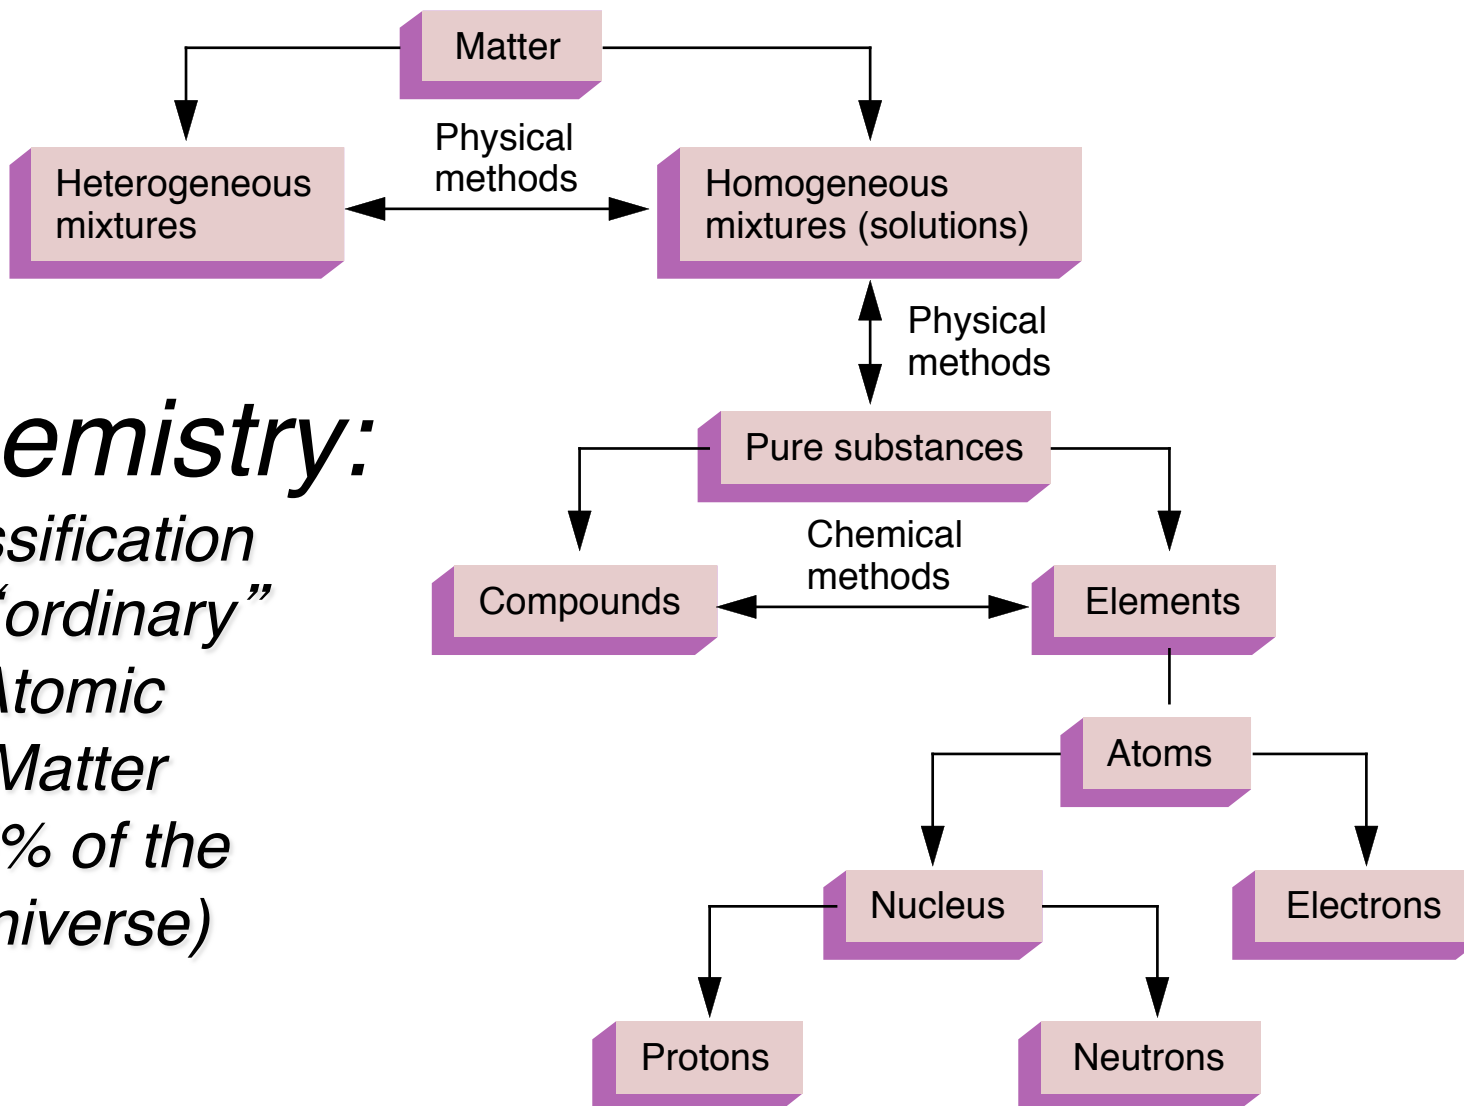 Matter
Physical
methods
Heterogeneous
mixtures
Homogeneous
mixtures (solutions)
Physical
methods
Pure substances
Chemical
methods
Compounds
Elements
Atoms
Nucleus
Electrons
Protons
Neutrons
emistry:
ssification
“ordinary”
Atomic
Matter
% of the
niverse)